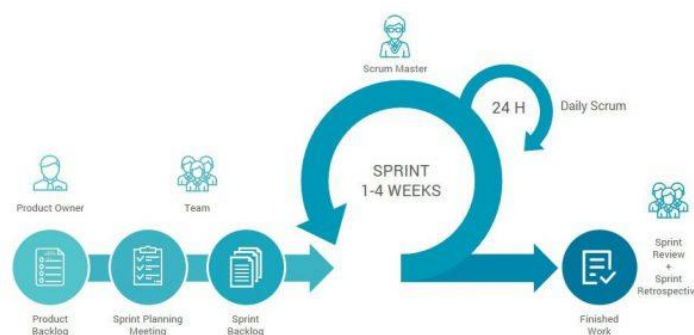 Scrum Master
24 H
Daily Scrum
SPRINT
1-4 WEEKS
Product Owner
Team
Product
Backlog
Sprint Planning
Meeting
Sprint
Backlog
Finished
Work
Sprint
Review
+
Sprint
Retrospectiv